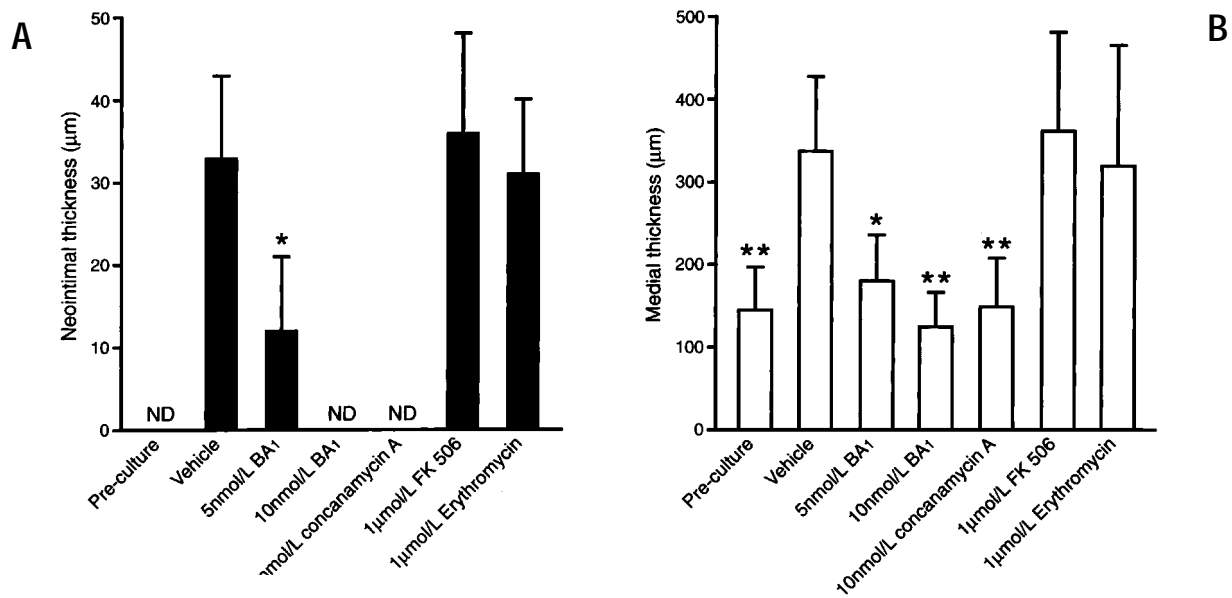 A
Neointimal thickness (µm)
50
40
30
20
10
0
ND
*
ND
ND
Pre-culture
Vehicle
5nmol/L BA1
10nmol/L BA1
nmol/L concanamycin A
1µmol/L FK 506
1µmol/L Erythromycin
B
Medial thickness (µm)
500
400
300
200
100
0
**
*
**
**
Pre-culture
Vehicle
5nmol/L BA1
10nmol/L BA1
10nmol/L concanamycin A
1µmol/L FK 506
1µmol/L Erythromycin